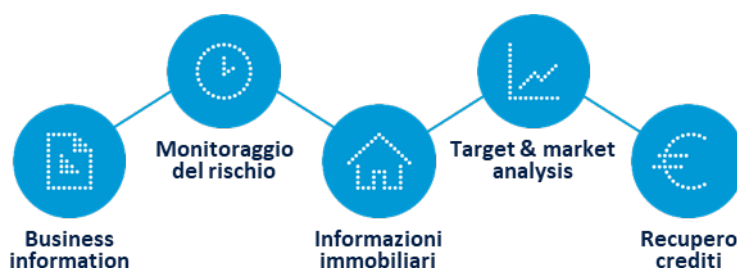 Business
information
Monitoraggio
del rischio
Informazioni
immobiliari
Target & market
analysis
Recupero
crediti